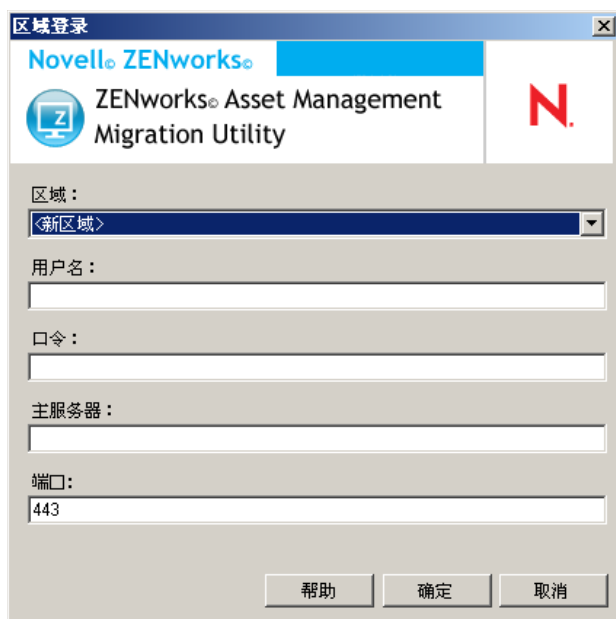 区域登录
Novell© ZENworks©
ZENworks© Asset Management
Migration Utility
Z
N.
区域：
<新区域>
用户名：
口令：
主服务器：
端口:
443
帮助
确定
取消